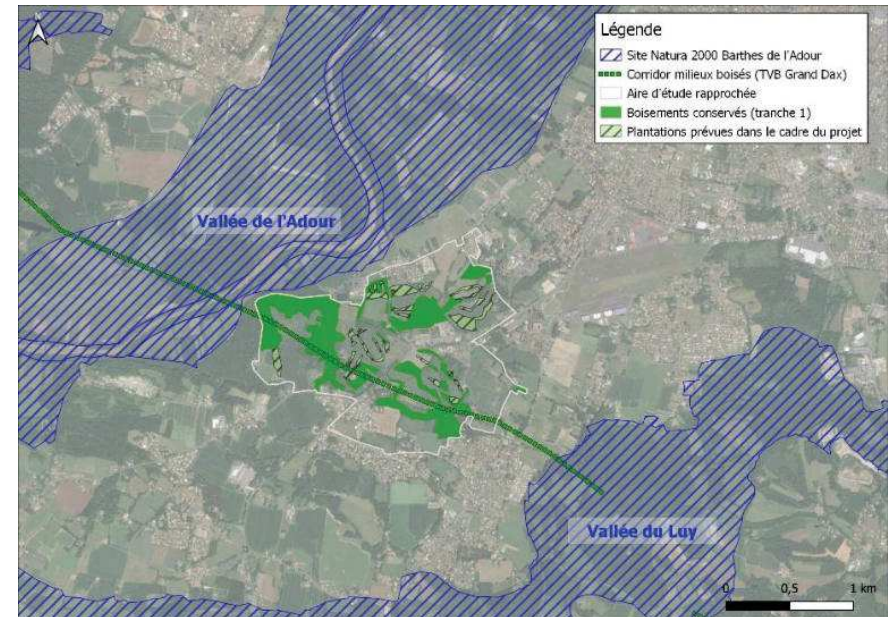 N
Légende
Site Natura 2000 Barthes de l'Adour
Corridor milieux boisés (TVB Grand Dax)
Aire d'étude rapprochée
Boisements conservés (tranche 1)
Plantations prévues dans le cadre du projet
Vallée de l'Adour
Vallée du Luy
0 0,5 1 km